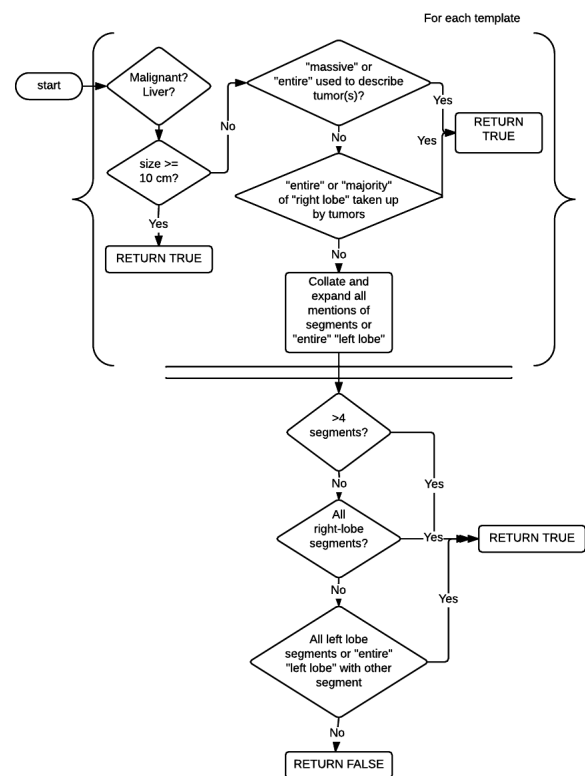 For each template
start
Malignant?
Liver?
"massive" or
"entire" used to describe
tumor(s)?
Yes
No
RETURN
TRUE
No
Yes
size >=
10 cm?
"entire" or "majority"
of "right lobe" taken up
by tumors
Yes
RETURN TRUE
No
Collate and
expand all
mentions of
segments or
"entire" "left lobe"
>4
segments?
No
Yes
All
right-lobe
segments?
Yes
RETURN TRUE
No
Yes
All left lobe
segments or "entire"
"left lobe" with other
segment
No
RETURN FALSE